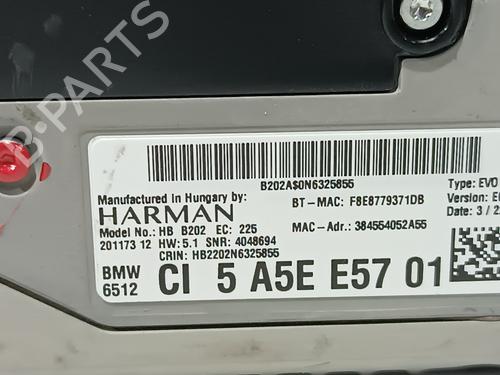 B202A$0N6325855
Manufactured in Hungary by:
HARMAN
Model No.: HB B202 EC: 225
201173 12 HW: 5.1 SNR: 4048694
CRIN: HB2202N6325855
BT-MAC: F8E8779371DB
MAC-Adr.: 384554052A55
Type: EVO
Version: E
Date: 3 / 2
BMW
6512
CI 5 A5E E57 01
B-PARTS